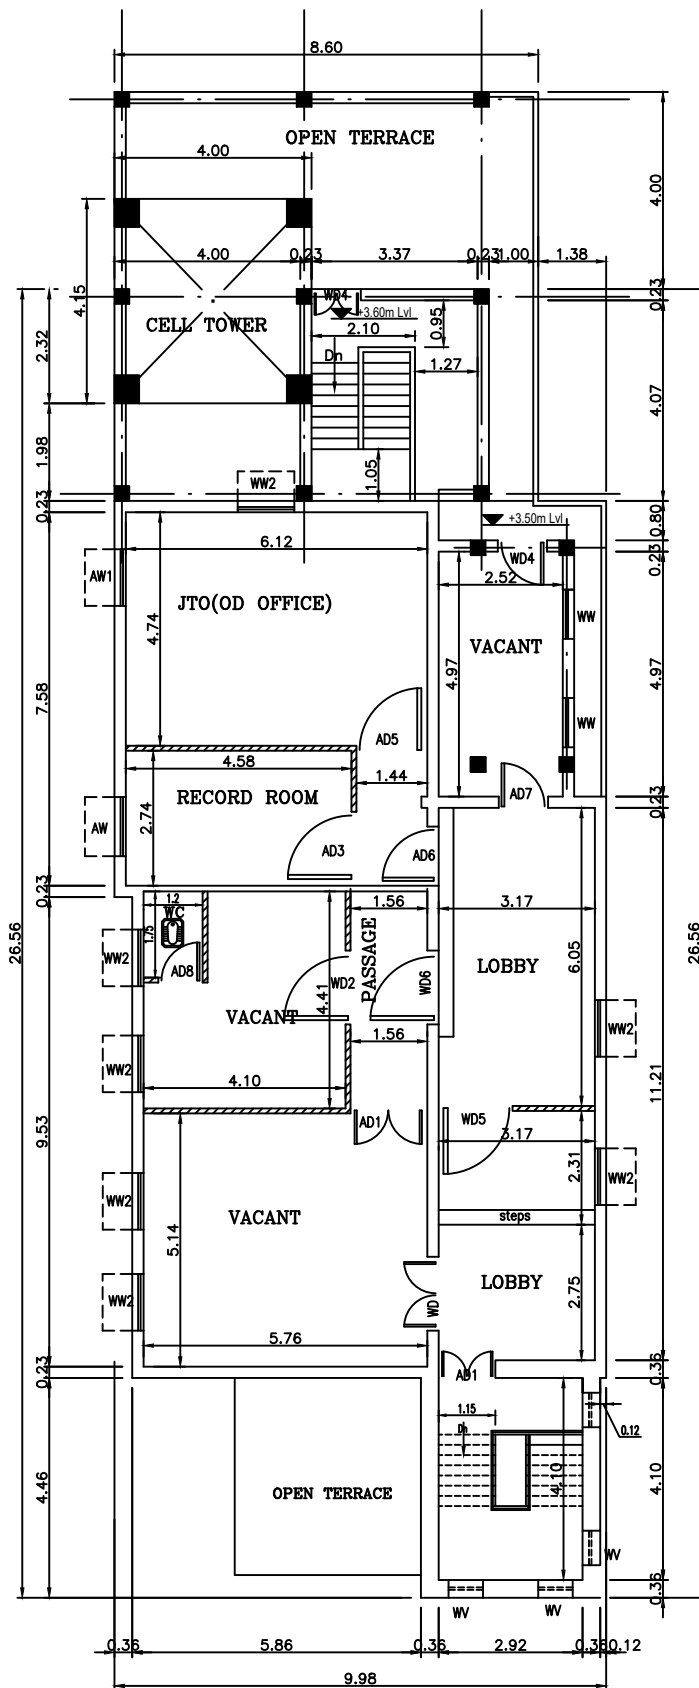 8.60
OPEN TERRACE
4.00
4.00
4.00
0.23
3.37
0.23
1.00
1.38
4.15
2.32
WD4
+3.60m Lvl
0.23
CELL TOWER
2.10
0.95
Dn
1.27
4.07
1.98
1.05
WW2
0.23
+3.50m Lvl
0.80
6.12
WD4
0.23
AW1
2.52
JTO(OD OFFICE)
WW
4.74
VACANT
4.97
4.97
7.58
WW
AD5
4.58
1.44
AD7
RECORD ROOM
2.74
0.23
AW
AD3
AD6
0.23
1.2
1.56
3.17
WC
1.75
PASSAGE
26.56
26.56
WW2
AD8
WD2
WD6
LOBBY
6.05
4.41
VACANT
WW2
1.56
WW2
4.10
11.21
AD1
WD5
3.17
9.53
WW2
2.31
WW2
VACANT
steps
5.14
LOBBY
2.75
WW2
WD
5.76
0.23
AD1
0.36
1.15
0.12
Dn
4.46
4.10
4.10
OPEN TERRACE
WV
0.36
WV
WV
0.36
5.86
0.36
2.92
0.36
0.12
9.98